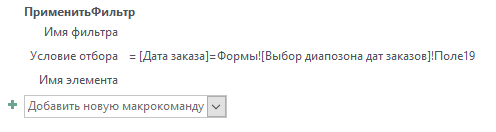 ПрименитьФильтр
Имя фильтра
Условие отбора = [Дата заказа]=Формы![Выбор диапозона дат заказов]!Поле19
Имя элемента
Добавить новую макрокоманду